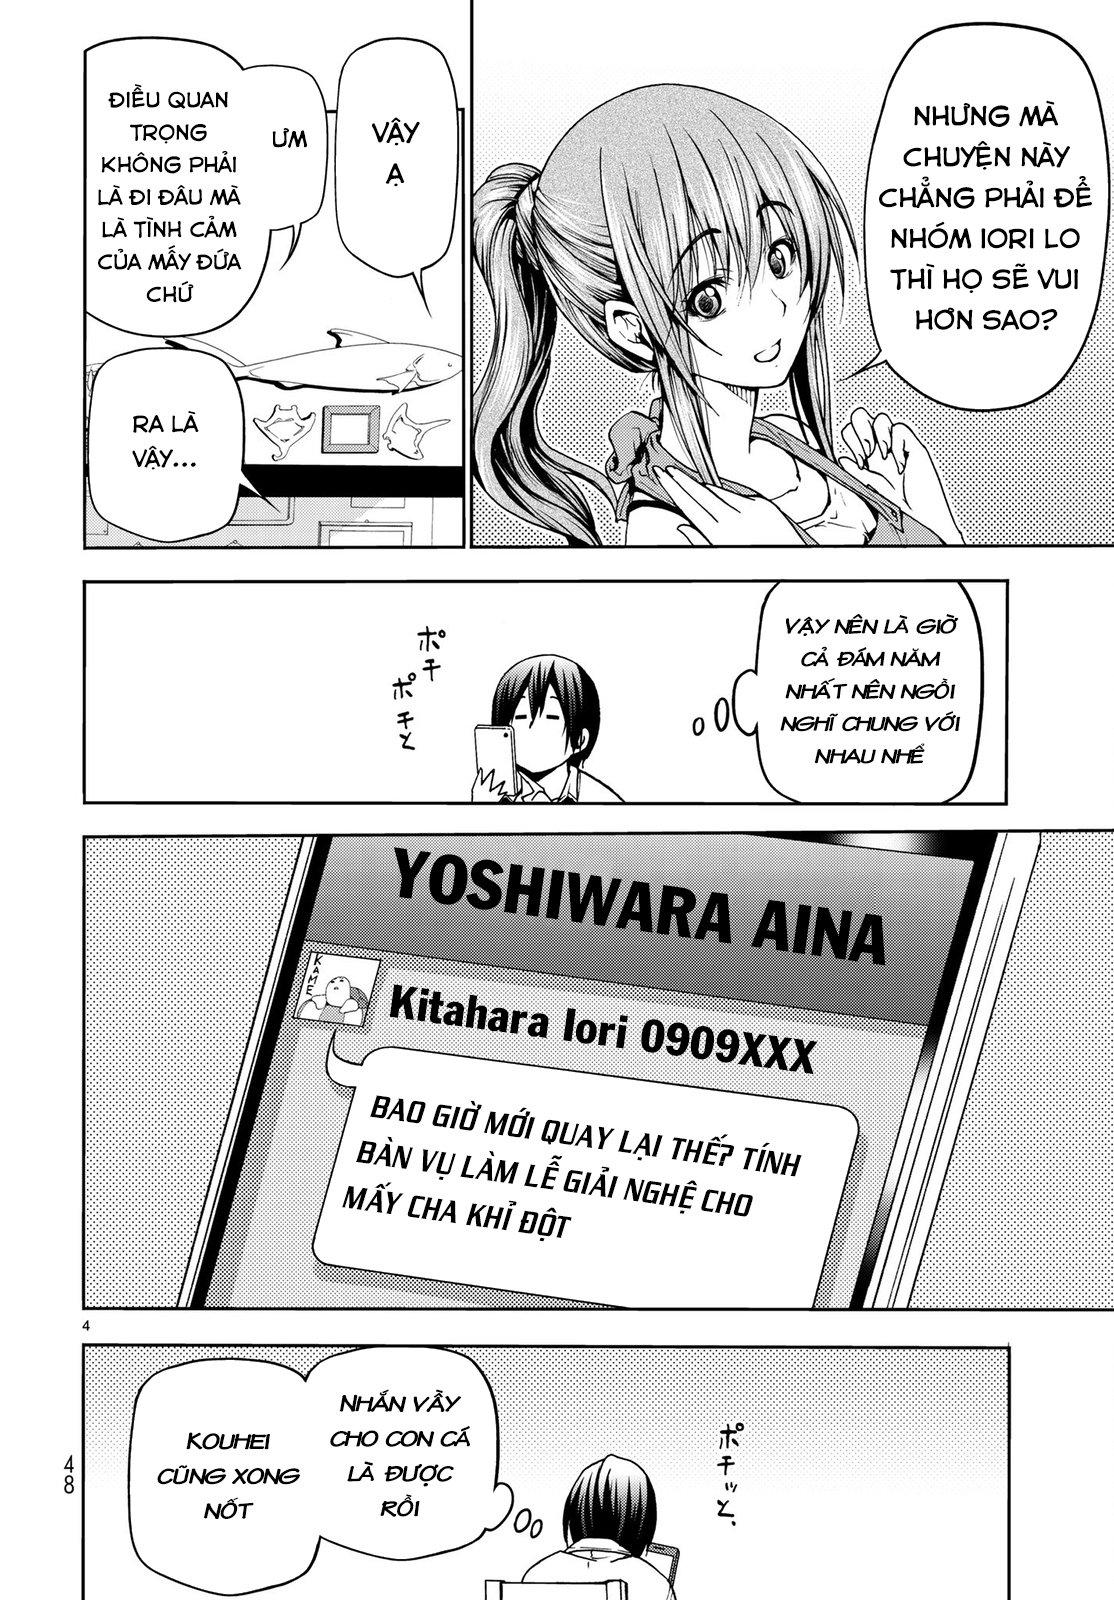 NHƯNG MÀ
CHUYỆN NÀY
CHẲNG PHẢI ĐỂ
NHÓM IORI LO
THÌ HỌ SẼ VUI
HƠN SAO?
VẬY
Ạ
ƯM
ĐIỀU QUAN
TRỌNG
KHÔNG PHẢI
LÀ ĐI ĐÂU MÀ
LÀ TÌNH CẢM
CỦA MẤY ĐỨA
CHỨ
RA LÀ
VẬY...
VẬY NÊN LÀ GIỜ
CẢ ĐÁM NĂM
NHẤT NÊN NGỒI
NGHĨ CHUNG VỚI
NHAU NHỂ
ポチ
ポチッ
YOSHIWARA AINA
KAME
Kitahara Iori 0909XXX
BAO GIỜ MỚI QUAY LẠI THẾ? TÍNH
BÀN VỤ LÀM LỄ GIẢI NGHỆ CHO
MẤY CHA KHỈ ĐỘT
4
NHẮN VẦY
CHO CON CÁ
LÀ ĐƯỢC
RỒI
KOUHEI
CŨNG XONG
NỐT
ポチッと、
48